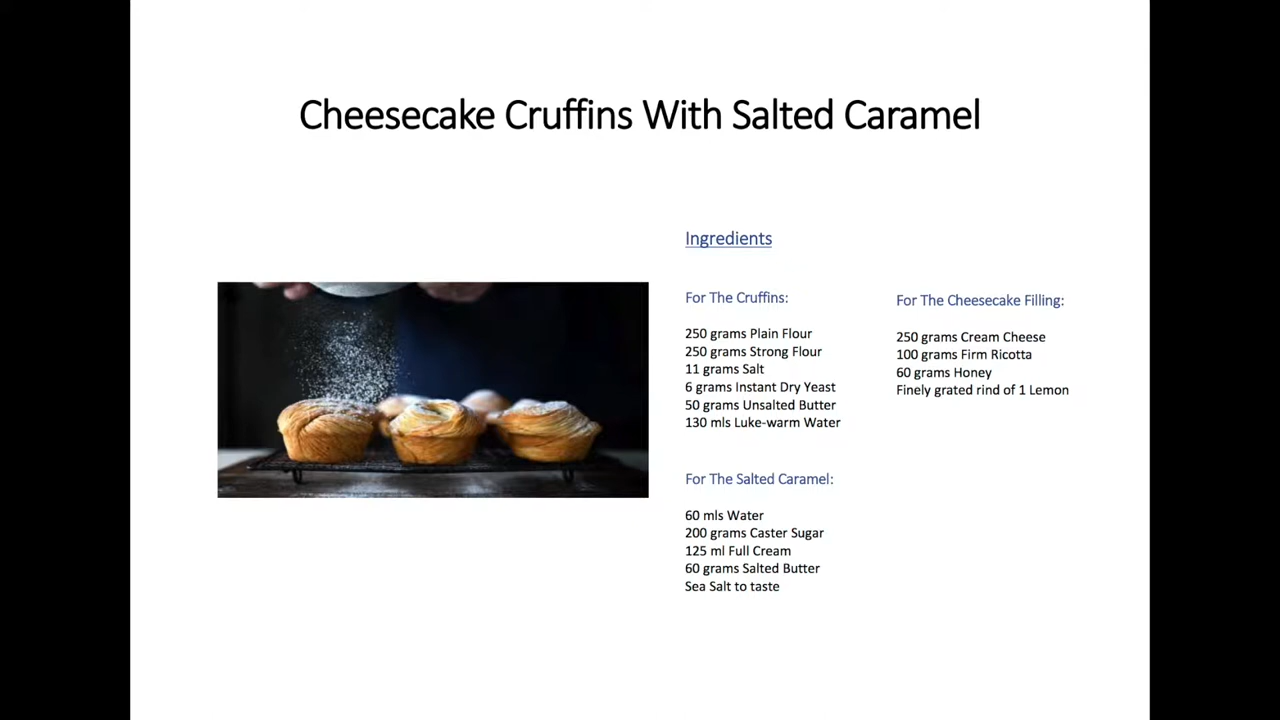 Cheesecake Cruffins With Salted Caramel
Ingredients
For The Cruffins:
250 grams Plain Flour
250 grams Strong Flour
11 grams Salt
6 grams Instant Dry Yeast
50 grams Unsalted Butter
130 mls Luke-warm Water
For The Cheesecake Filling:
250 grams Cream Cheese
100 grams Firm Ricotta
60 grams Honey
Finely grated rind of 1 Lemon
For The Salted Caramel:
60 mls Water
200 grams Caster Sugar
125 ml Full Cream
60 grams Salted Butter
Sea Salt to taste